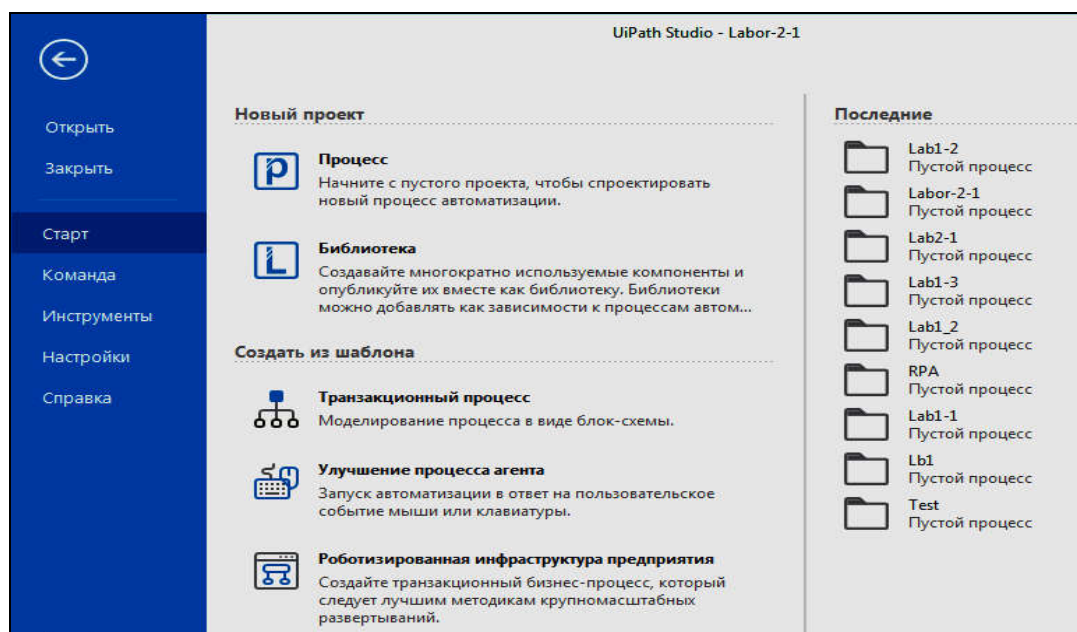 UiPath Studio - Labor-2-1
Открыть
Закрыть
Старт
Команда
Инструменты
Настройки
Справка
Новый проект
Процесс
Начните с пустого проекта, чтобы спроектировать
новый процесс автоматизации.
Библиотека
Создавайте многократно используемые компоненты и
опубликуйте их вместе как библиотеку. Библиотеки
можно добавлять как зависимости к процессам автом...
Создать из шаблона
Транзакционный процесс
Моделирование процесса в виде блок-схемы.
Улучшение процесса агента
Запуск автоматизации в ответ на пользовательское
событие мыши или клавиатуры.
Роботизированная инфраструктура предприятия
Создайте транзакционный бизнес-процесс, который
следует лучшим методикам крупномасштабных
развертываний.
Последние
Lab1-2
Пустой процесс
Labor-2-1
Пустой процесс
Lab2-1
Пустой процесс
Lab1-3
Пустой процесс
Lab1_2
Пустой процесс
RPA
Пустой процесс
Lab1-1
Пустой процесс
Lb1
Пустой процесс
Test
Пустой процесс